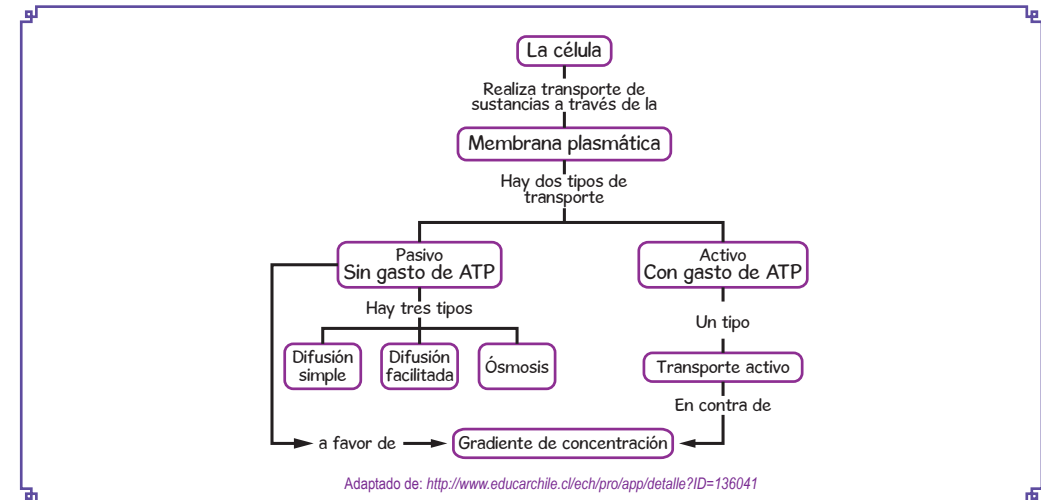 La célula
Realiza transporte de
sustancias a través de la
Membrana plasmática
Hay dos tipos de
transporte
Pasivo
Sin gasto de ATP
Activo
Con gasto de ATP
Hay tres tipos
Un tipo
Difusión
simple
Difusión
facilitada
Ósmosis
Transporte activo
En contra de
a favor de
Gradiente de concentración
Adaptado de: http://www.educarchile.cl/ech/pro/app/detalle?ID=136041